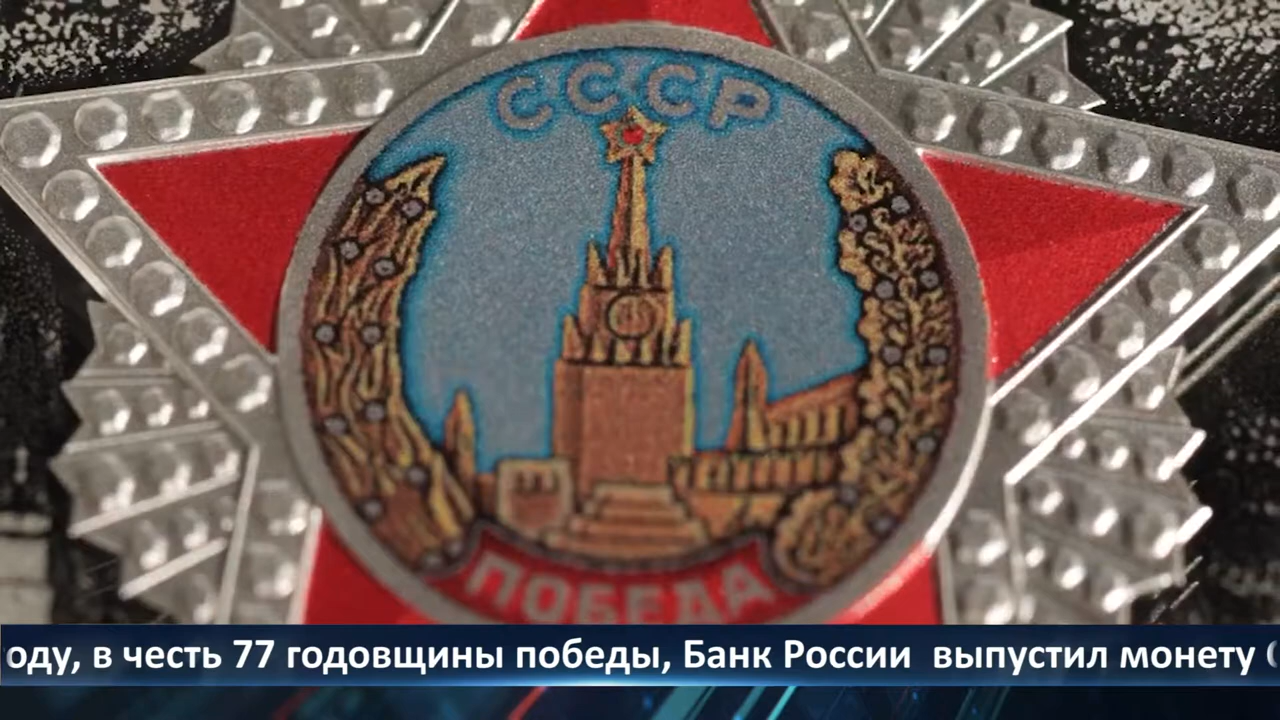 СССР
ПОБЕДА
оду, в честь 77 годовщины победы, Банк России выпустил монету